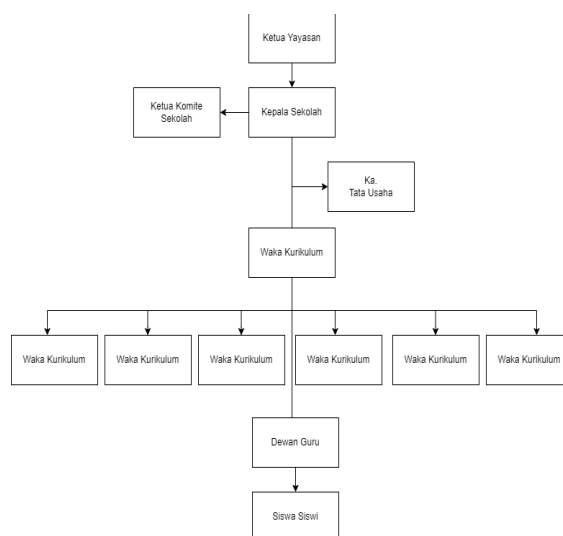 Ketua Yayasan
Ketua Komite
Sekolah
Kepala Sekolah
Ka.
Tata Usaha
Waka Kurikulum
Waka Kurikulum
Waka Kurikulum
Waka Kurikulum
Waka Kurikulum
Waka Kurikulum
Waka Kurikulum
Dewan Guru
Siswa Siswi